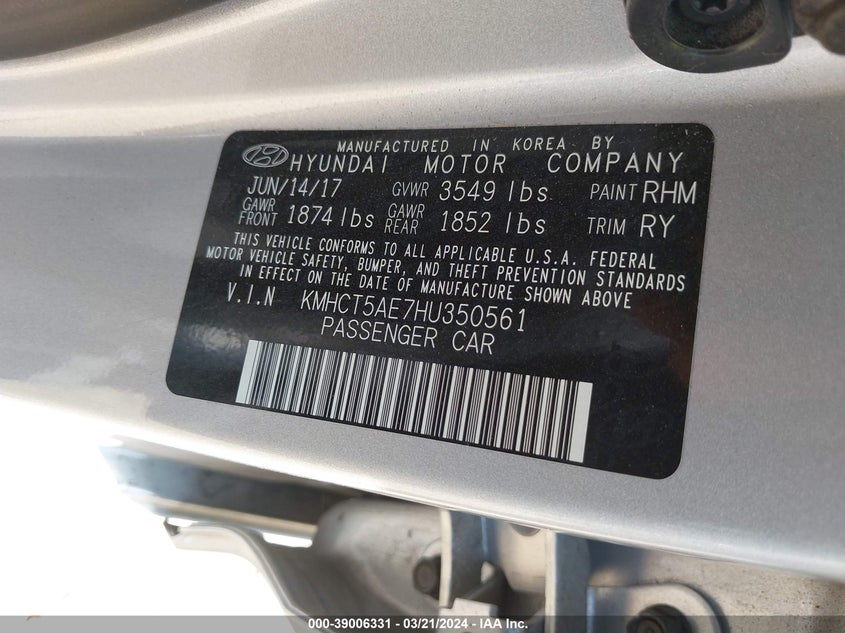 MANUFACTURED IN KOREA BY
HYUNDAI MOTOR COMPANY
JUN/14/17 GVWR 3549 lbs PAINT RHM
GAWR FRONT 1874 lbs GAWR REAR 1852 lbs TRIM RY
THIS VEHICLE CONFORMS TO ALL APPLICABLE U.S.A. FEDERAL
MOTOR VEHICLE SAFETY, BUMPER, AND THEFT PREVENTION STANDARDS
IN EFFECT ON THE DATE OF MANUFACTURE SHOWN ABOVE
V.I.N KMHCT5AE7HU350561
PASSENGER CAR
000-39006331 / 03/21/2024 - IAA Inc.